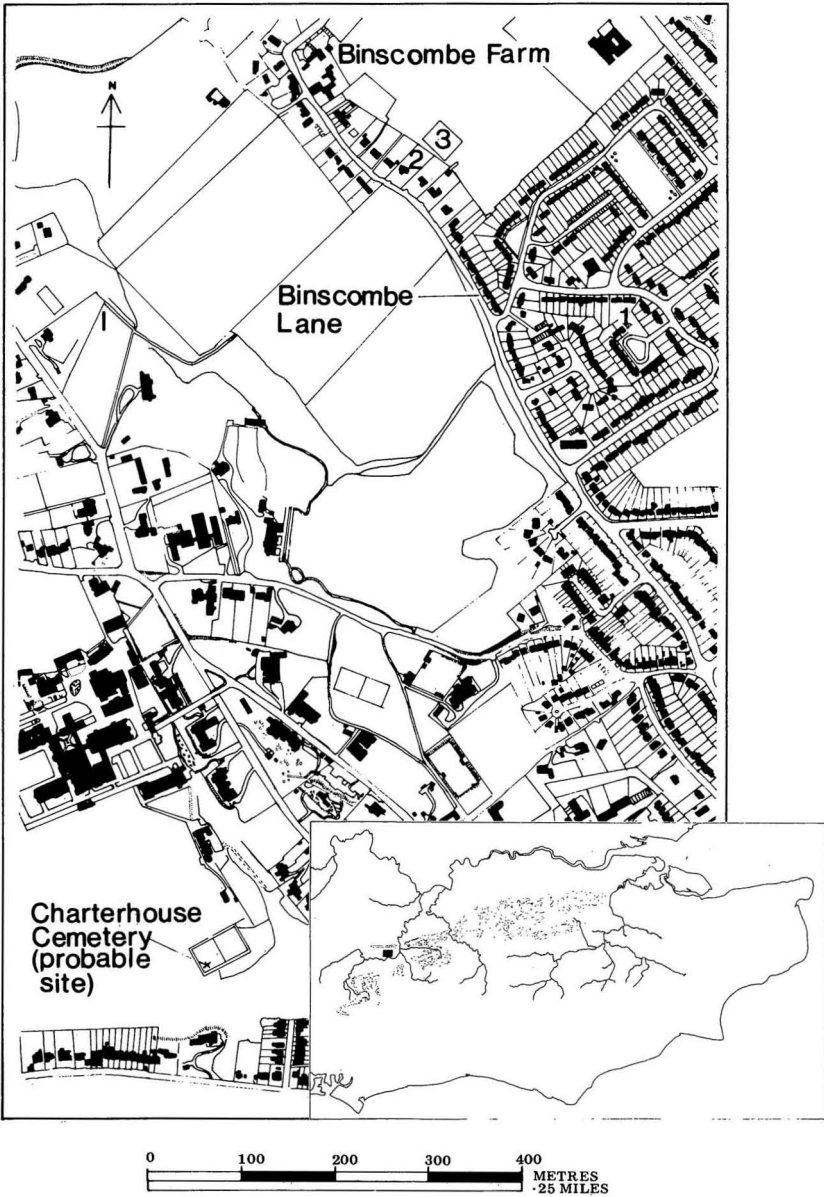 Binscombe Farm
N
3
2
Binscombe
Lane
1
Charterhouse
Cemetery
(probable
site)
0 100 200 300 400
METRES
·25 MILES